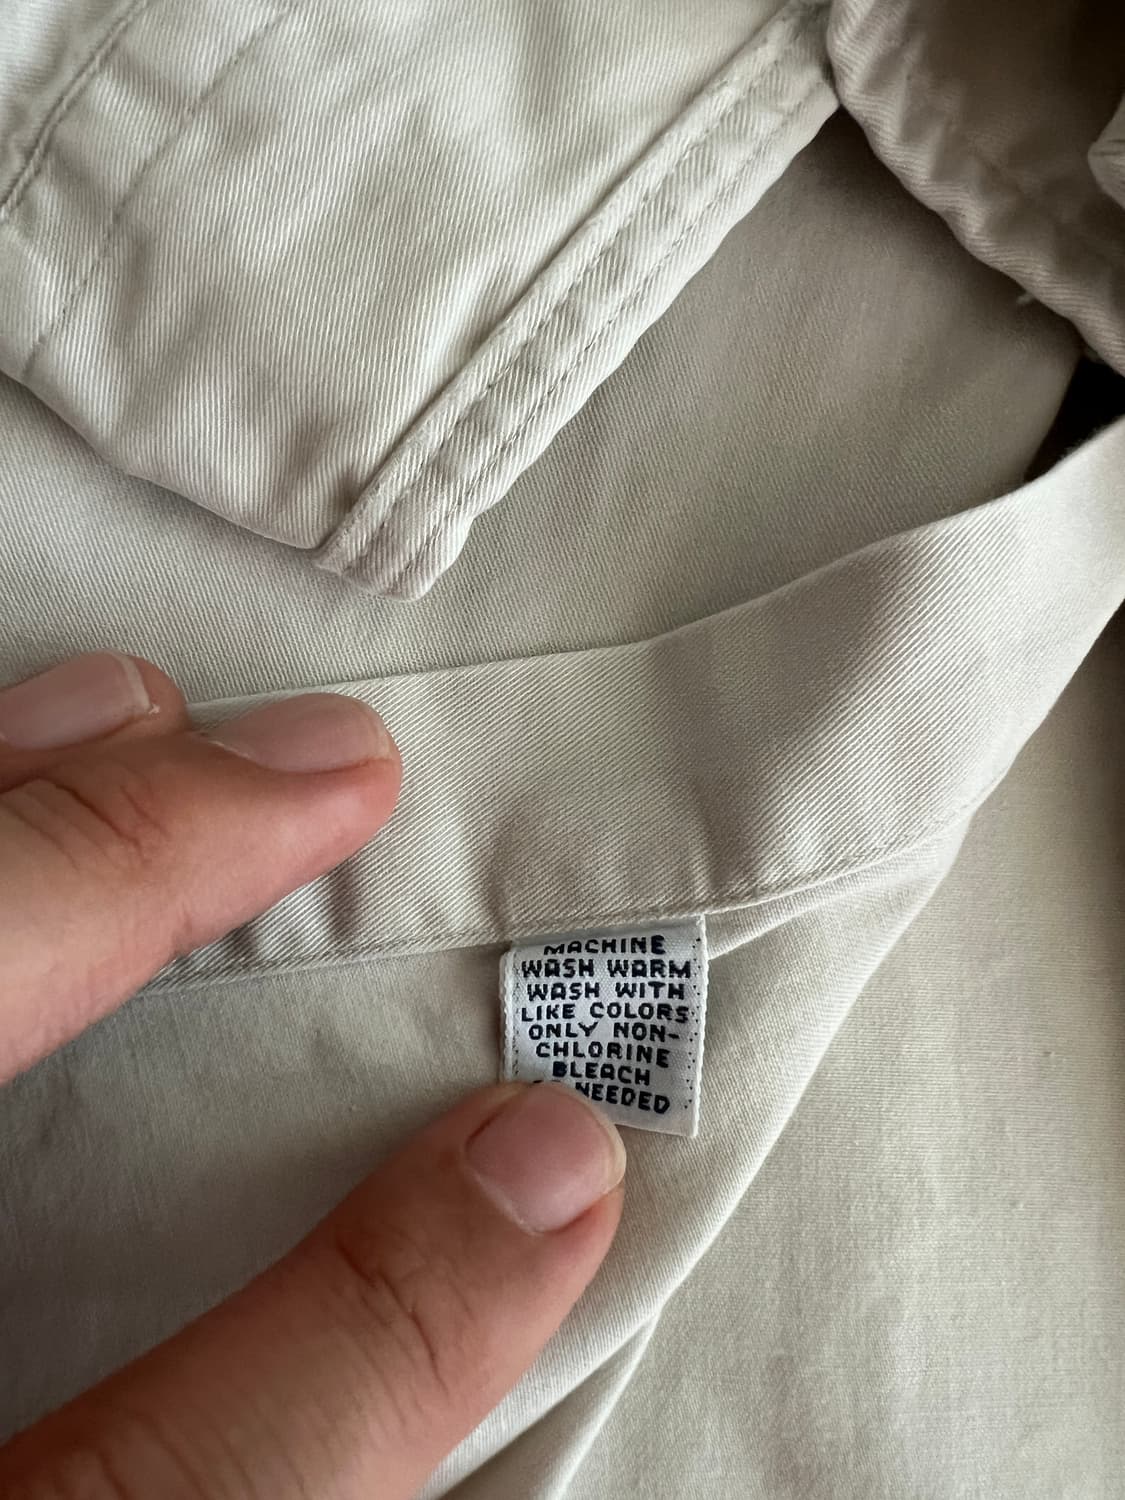 MACHINE
WASH WARM
WASH WITH
LIKE COLORS
ONLY NON-
CHLORINE
BLEACH
NEEDED